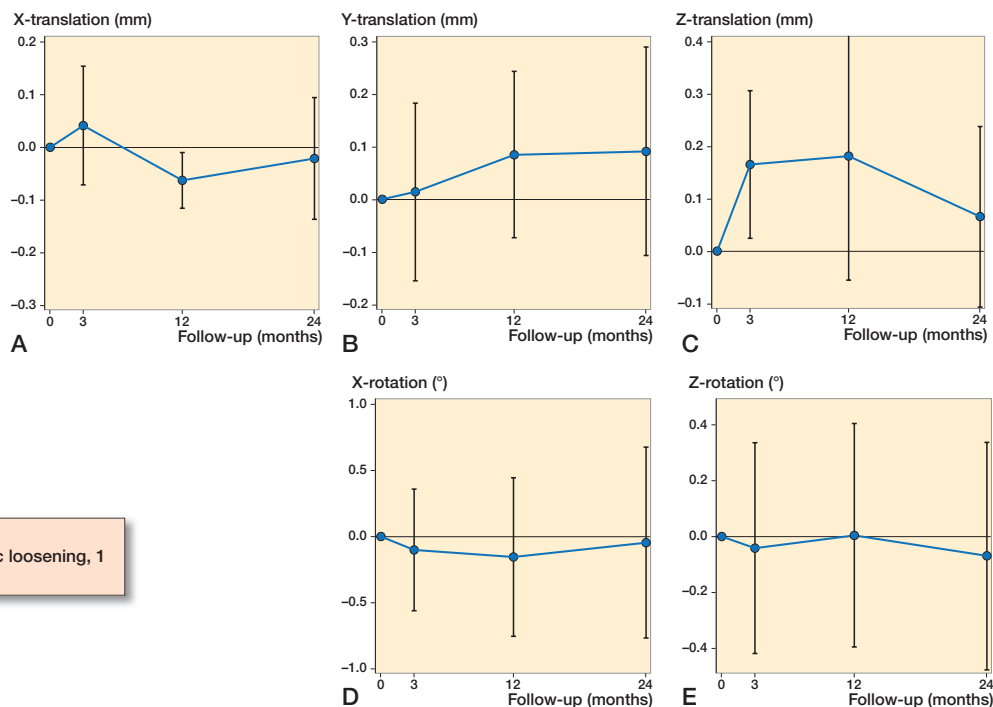 X-translation (mm)
0.2
0.1
0.0
–0.1
–0.2
–0.3
0 3 12 24
Follow-up (months)
A
Y-translation (mm)
0.3
0.2
0.1
0.0
–0.1
–0.2
0 3 12 24
Follow-up (months)
B
Z-translation (mm)
0.4
0.3
0.2
0.1
0.0
–0.1
0 3 12 24
Follow-up (months)
C
c loosening, 1
X-rotation (°)
1.0
0.5
0.0
–0.5
–1.0
0 3 12 24
Follow-up (months)
D
Z-rotation (°)
0.4
0.2
0.0
–0.2
–0.4
0 3 12 24
Follow-up (months)
E